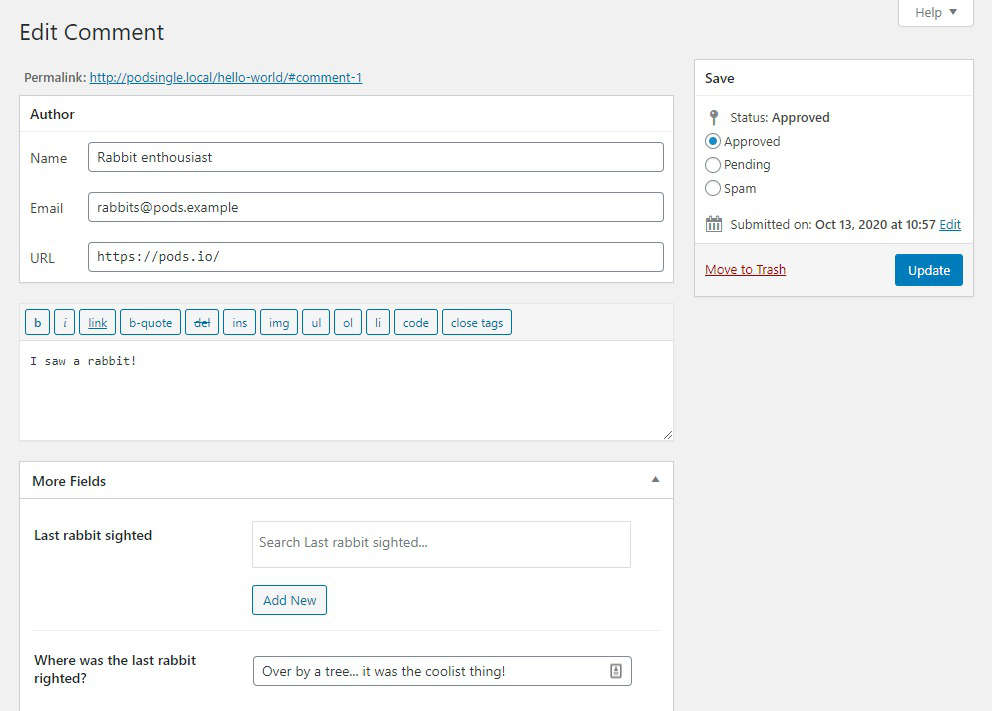 Help
Edit Comment
Permalink: http://podsingle.local/hello-world/#comment-1
Author
Name Rabbit enthousiast
Email rabbits@pods.example
URL https://pods.io/
b i link b-quote del ins img ul ol li code close tags
I saw a rabbit!
More Fields
Last rabbit sighted
Search Last rabbit sighted...
Add New
Where was the last rabbit
righted?
Over by a tree... it was the coolist thing!
Save
Status: Approved
Approved
Pending
Spam
Submitted on: Oct 13, 2020 at 10:57 Edit
Move to Trash
Update